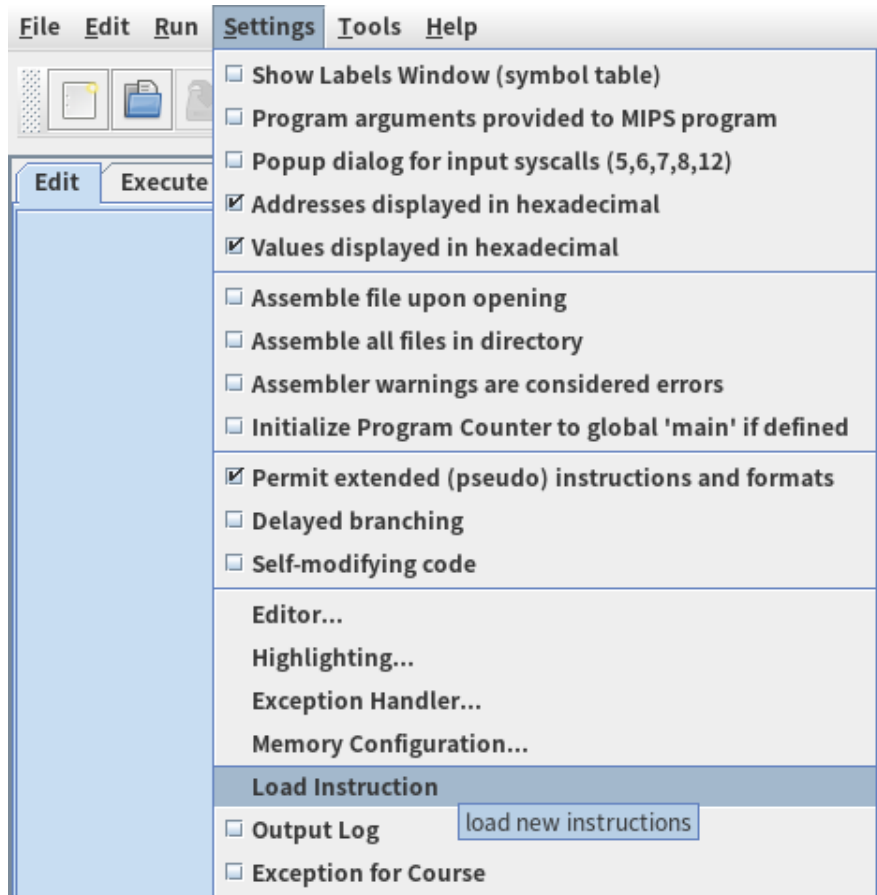 File Edit Run Settings Tools Help
Show Labels Window (symbol table)
Program arguments provided to MIPS program
Popup dialog for input syscalls (5,6,7,8,12)
Edit Execute
Addresses displayed in hexadecimal
Values displayed in hexadecimal
Assemble file upon opening
Assemble all files in directory
Assembler warnings are considered errors
Initialize Program Counter to global 'main' if defined
Permit extended (pseudo) instructions and formats
Delayed branching
Self-modifying code
Editor...
Highlighting...
Exception Handler...
Memory Configuration...
Load Instruction
load new instructions
Output Log
Exception for Course